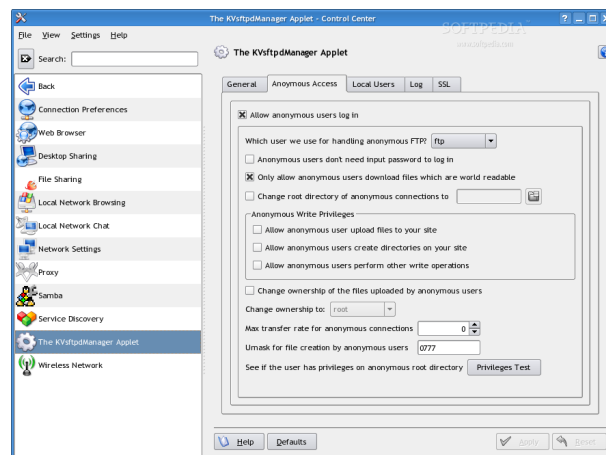 The KVsftpdManager Applet - Control Center
SOFTPEDIA
www.softpedia.com
File View Settings Help
Search:
The KVsftpdManager Applet
Back
Connection Preferences
Web Browser
Desktop Sharing
File Sharing
Local Network Browsing
Local Network Chat
Network Settings
Proxy
Samba
Service Discovery
The KVsftpdManager Applet
Wireless Network
General Anoymous Access Local Users Log SSL
Allow anonymous users log in
Which user we use for handling anonymous FTP? ftp
Anonymous users don't need input password to log in
Only allow anonymous users download files which are world readable
Change root directory of anonymous connections to
Anonymous Write Privileges
Allow anonymous user upload files to your site
Allow anonymous users create directories on your site
Allow anonymous users perform other write operations
Change ownership of the files uploaded by anonymous users
Change ownership to: root
Max transfer rate for anonymous connections 0
Umask for file creation by anonymous users 0777
See if the user has privileges on anonymous root directory Privileges Test
Help Defaults Apply Reset